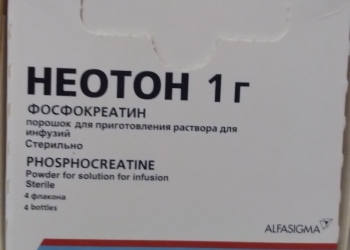 НЕОТОН 1 г
ФОСФОКРЕАТИН
порошок для приготовления раствора для
инфузий
Стерильно
PHOSPHOCREATINE
Powder for solution for infusion
Sterile
4 флакона
4 bottles
ALFASIGMA